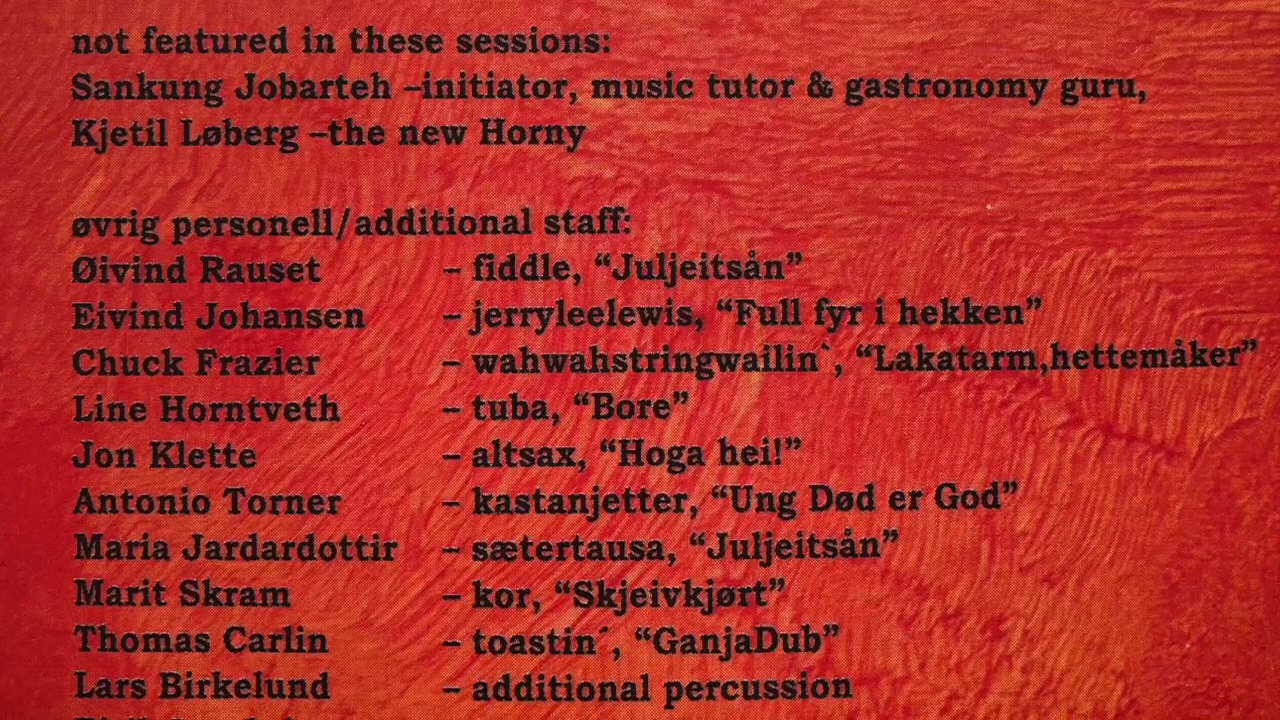 not featured in these sessions:
Sankung Jobarteh –initiator, music tutor & gastronomy guru,
Kjetil Løberg –the new Horny
øvrig personell/additional staff:
Øivind Rauset – fiddle, “Juljeitsån”
Eivind Johansen – jerryleelewis, “Full fyr i hekken”
Chuck Frazier – wahwahstringwailin`, “Lakatarm,hettemåker”
Line Horntveth – tuba, “Bore”
Jon Klette – altsax, “Hoga hei!”
Antonio Torner – kastanjetter, “Ung Død er God”
Maria Jardardottir – sætertausa, “Juljeitsån”
Marit Skram – kor, “Skjeivkjørt”
Thomas Carlin – toastin´, “GanjaDub”
Lars Birkelund – additional percussion